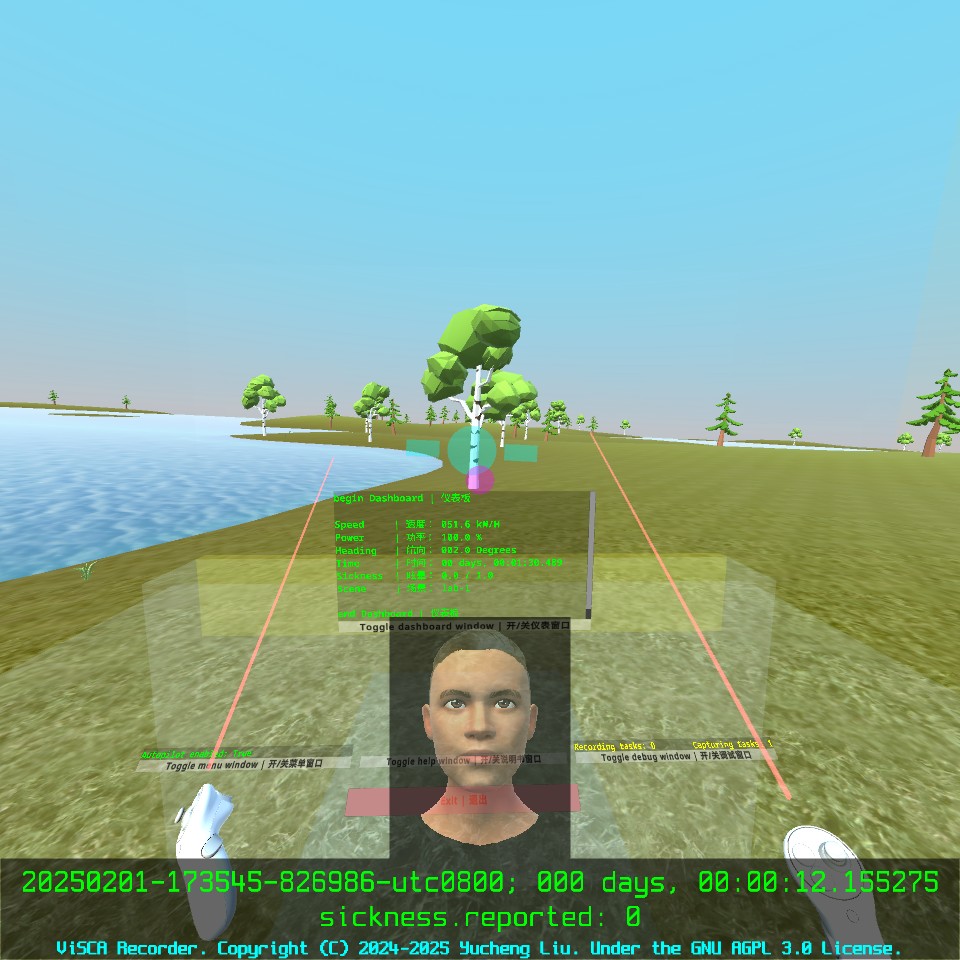 begin Dashboard | 仪表板
Speed | 速度: 051.6 kW/H
Power | 功率: 100.0 %
Heading | 航向: 002.0 Degrees
Time | 时间: 00 days, 00:01:30.489
Sickness | 眩晕: 0.0 / 1.0
Scene | 场景:
end Dashboard | 仪表板
Toggle dashboard window | 开/关仪表窗口
Autopilot enabled: True
Recording tasks: 0 Capturing tasks: 1
Toggle menu window | 开/关菜单窗口
Toggle help window | 开/关说明书窗口
Toggle debug window | 开/关调试窗口
Exit | 退出
20250201-173545-826986-utc0800; 000 days, 00:00:12.155275
sickness.reported: 0
ViSCA Recorder. Copyright (C) 2024-2025 Yucheng Liu. Under the GNU AGPL 3.0 License.